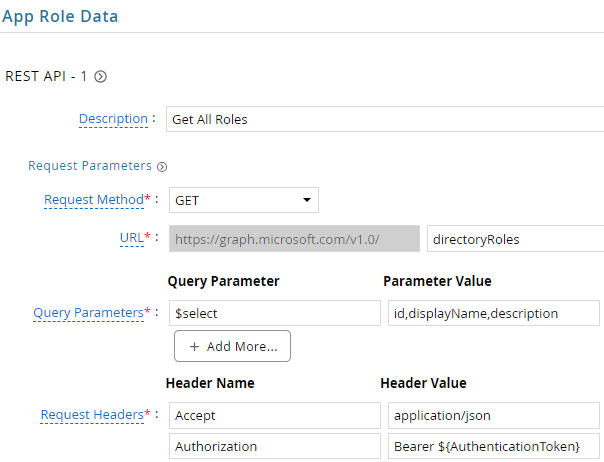 App Role Data
REST API - 1
Description :
Get All Roles
Request Parameters
Request Method* :
GET
URL* :
https://graph.microsoft.com/v1.0/
directoryRoles
Query Parameter
Parameter Value
Query Parameters* :
$select
id,displayName,description
+ Add More...
Header Name
Header Value
Request Headers* :
Accept
application/json
Authorization
Bearer ${AuthenticationToken}